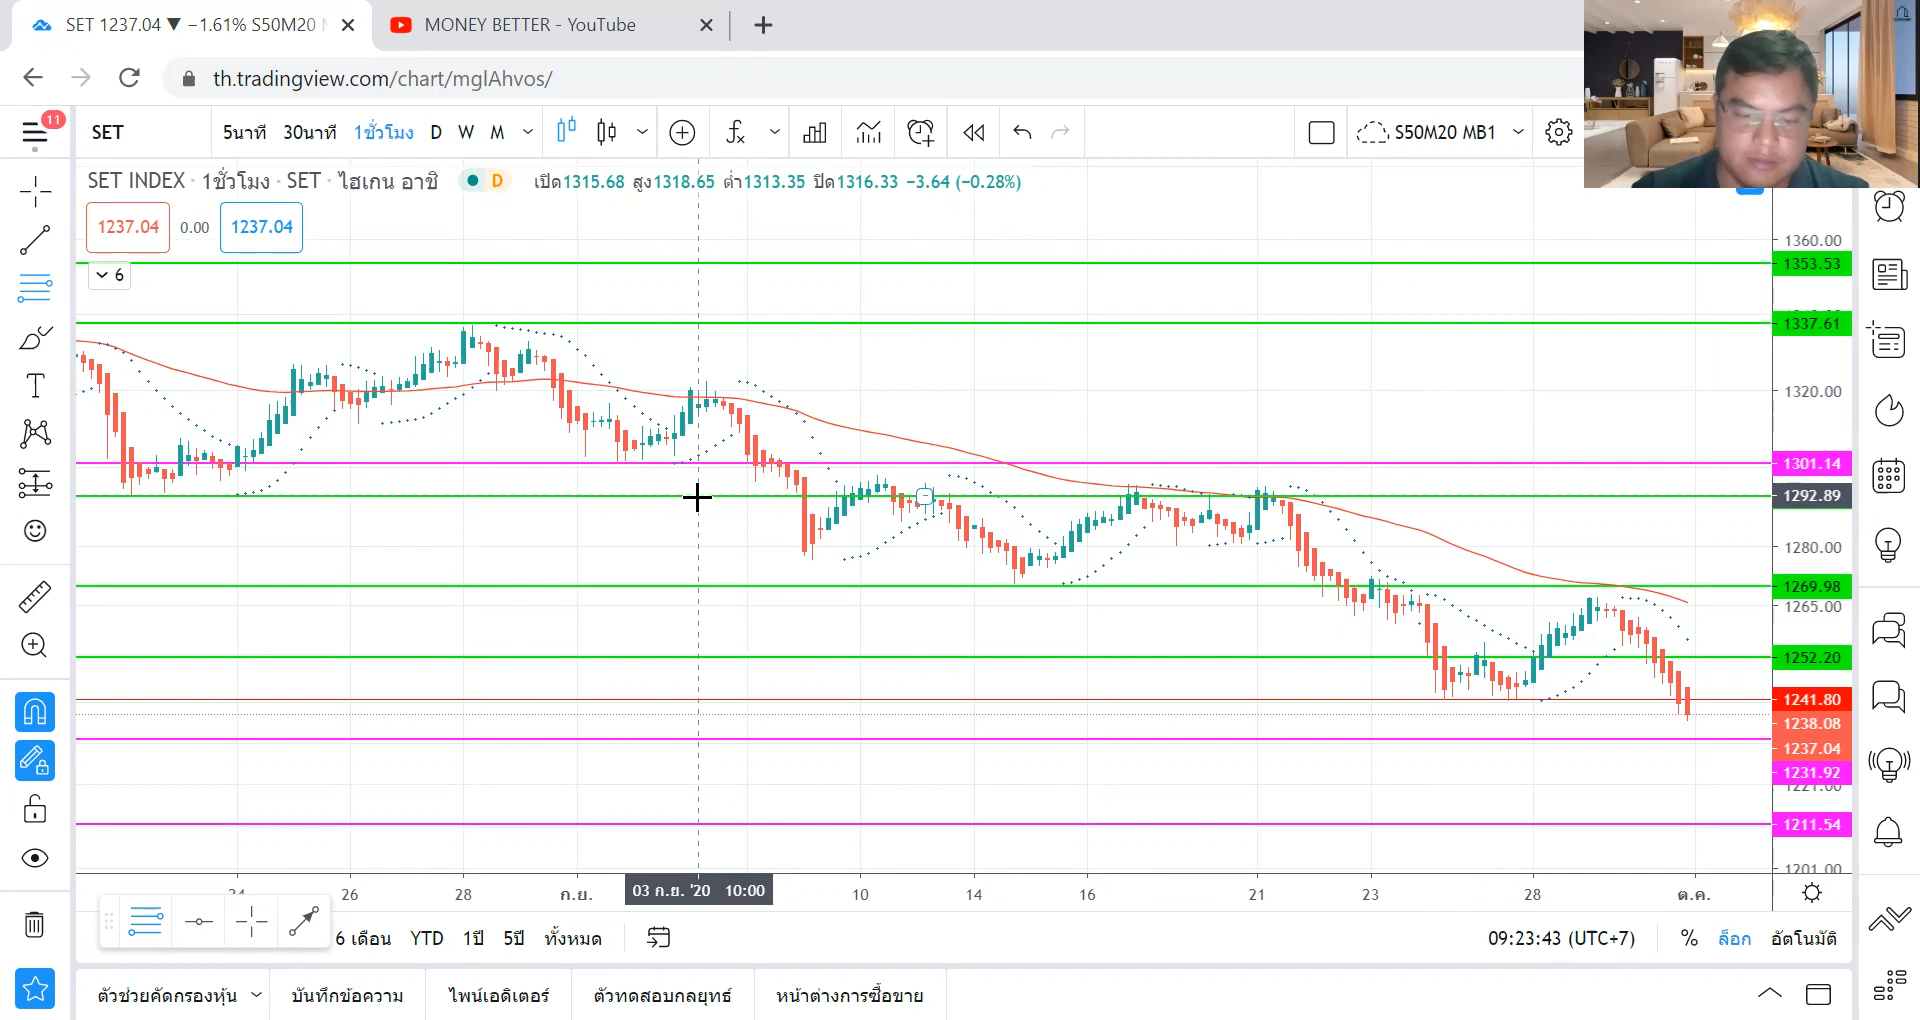 SET 1237.04 ▼ −1.61% S50M20
MONEY BETTER - YouTube
th.tradingview.com/chart/mglAhvos/
11
SET
5นาที 30นาที 1ชั่วโมง D W M
S50M20 MB1
SET INDEX · 1ชั่วโมง · SET · ไฮเกน อาชิ
D
เปิด1315.68 สูง1318.65 ต่ำ1313.35 ปิด1316.33 −3.64 (−0.28%)
1237.04 0.00 1237.04
6
1360.00
1353.53
1337.61
1320.00
1301.14
1292.89
1280.00
1269.98
1265.00
1252.20
1241.80
1238.08
1237.04
1231.92
1221.00
1211.54
1201.00
24 26 28 ก.ย. 03 ก.ย. '20 10:00 10 14 16 21 23 28 ต.ค.
6 เดือน YTD 1ปี 5ปี ทั้งหมด
09:23:43 (UTC+7) % ล็อก อัตโนมัติ
ตัวช่วยคัดกรองหุ้น บันทึกข้อความ ไพน์เอดิเตอร์ ตัวทดสอบกลยุทธ์ หน้าต่างการซื้อขาย